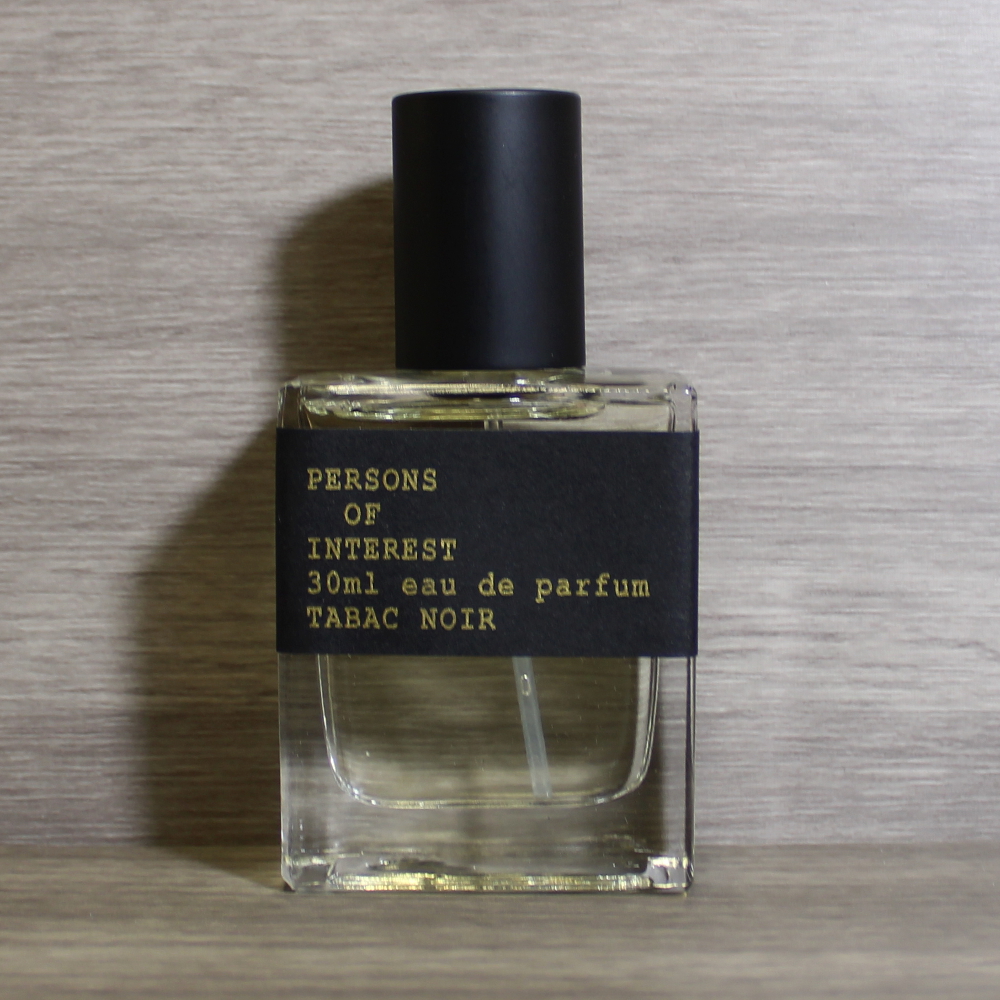 PERSONS
OF
INTEREST
30ml eau de parfum
TABAC NOIR